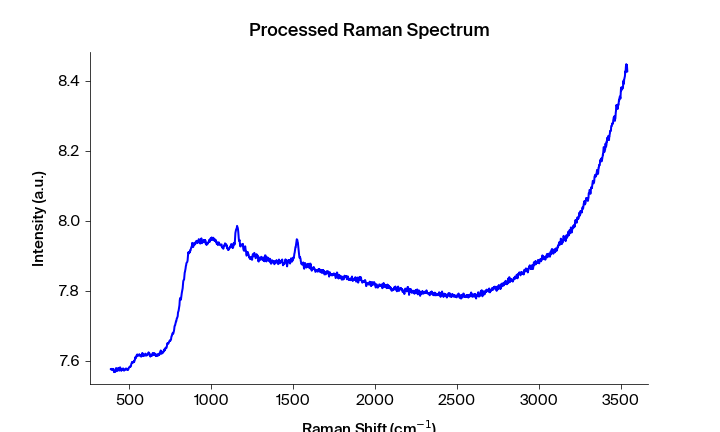 Processed Raman Spectrum
8.4
8.2
8.0
7.8
7.6
Intensity (a.u.)
500 1000 1500 2000 2500 3000 3500
Raman Shift (cm⁻¹)